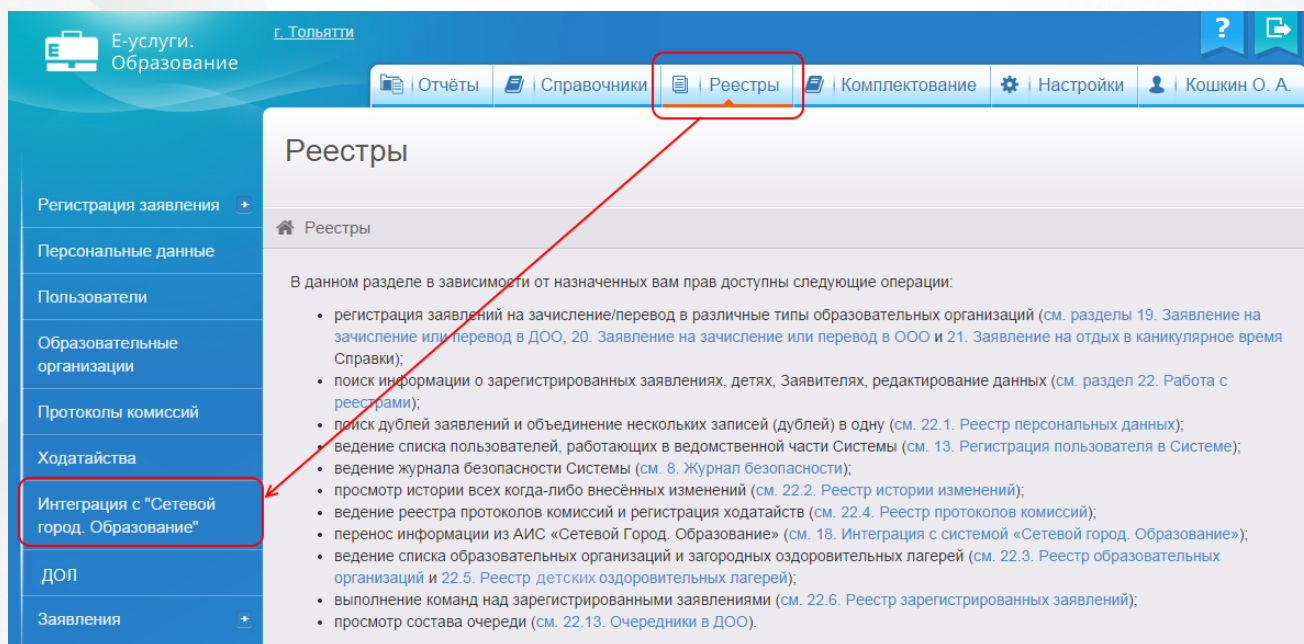 Е-услуги.
Образование
г. Тольятти
?
Отчёты
Справочники
Реестры
Комплектование
Настройки
Кошкин О. А.
Реестры
Регистрация заявления +
Персональные данные
Пользователи
Образовательные
организации
Протоколы комиссий
Ходатайства
Интеграция с "Сетевой
город. Образование"
ДОЛ
Заявления +
Реестры
В данном разделе в зависимости от назначенных вам прав доступны следующие операции:
• регистрация заявлений на зачисление/перевод в различные типы образовательных организаций (см. разделы 19. Заявление на
зачисление или перевод в ДОО, 20. Заявление на зачисление или перевод в ООО и 21. Заявление на отдых в каникулярное время
Справки);
• поиск информации о зарегистрированных заявлениях, детях, Заявителях, редактирование данных (см. раздел 22. Работа с
реестрами);
• поиск дублей заявлений и объединение нескольких записей (дублей) в одну (см. 22.1. Реестр персональных данных);
• ведение списка пользователей, работающих в ведомственной части Системы (см. 13. Регистрация пользователя в Системе);
• ведение журнала безопасности Системы (см. 8. Журнал безопасности);
• просмотр истории всех когда-либо внесённых изменений (см. 22.2. Реестр истории изменений);
• ведение реестра протоколов комиссий и регистрация ходатайств (см. 22.4. Реестр протоколов комиссий);
• перенос информации из АИС «Сетевой Город. Образование» (см. 18. Интеграция с системой «Сетевой город. Образование»);
• ведение списка образовательных организаций и загородных оздоровительных лагерей (см. 22.3. Реестр образовательных
организаций и 22.5. Реестр детских оздоровительных лагерей);
• выполнение команд над зарегистрированными заявлениями (см. 22.6. Реестр зарегистрированных заявлений);
• просмотр состава очереди (см. 22.13. Очередники в ДОО).